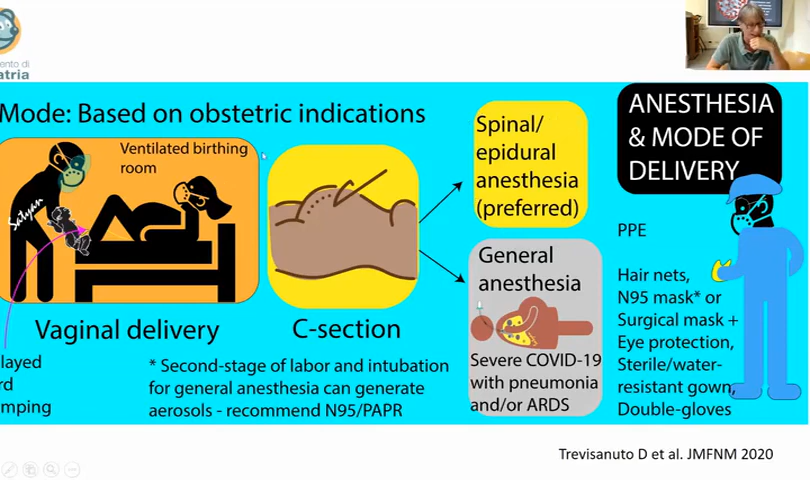 ento di
atria
Mode: Based on obstetric indications
Ventilated birthing
room
Satyan
Vaginal delivery
C-section
layed
rd
mping
* Second-stage of labor and intubation
for general anesthesia can generate
aerosols - recommend N95/PAPR
Spinal/
epidural
anesthesia
(preferred)
General
anesthesia
Severe COVID-19
with pneumonia
and/or ARDS
ANESTHESIA
& MODE OF
DELIVERY
PPE
Hair nets,
N95 mask* or
Surgical mask +
Eye protection,
Sterile/water-
resistant gown,
Double-gloves
Trevisanuto D et al. JMFNM 2020